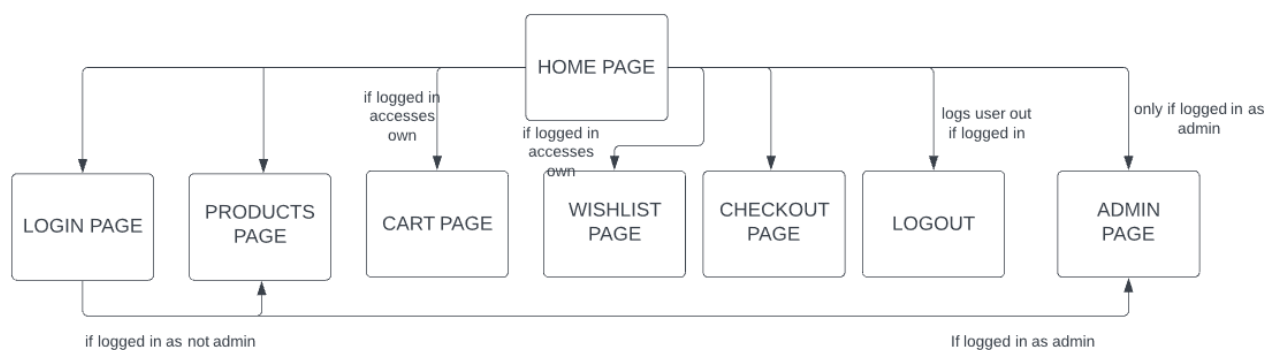 HOME PAGE
if logged in
accesses
own
if logged in
accesses
own
logs user out
if logged in
only if logged in as
admin
LOGIN PAGE
PRODUCTS
PAGE
CART PAGE
WISHLIST
PAGE
CHECKOUT
PAGE
LOGOUT
ADMIN
PAGE
if logged in as not admin
If logged in as admin